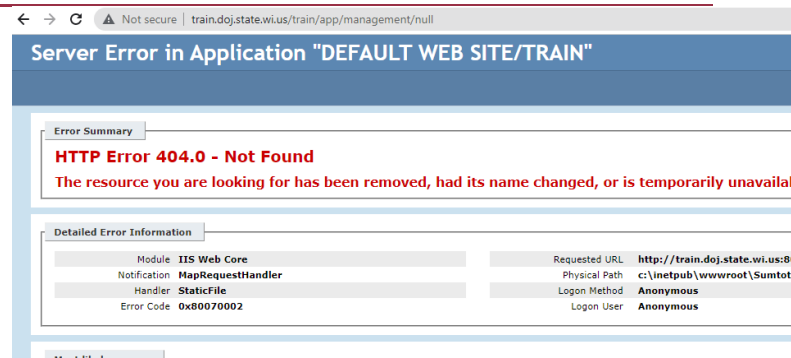 Not secure | train.doj.state.wi.us/train/app/management/null
Server Error in Application "DEFAULT WEB SITE/TRAIN"
Error Summary
HTTP Error 404.0 - Not Found
The resource you are looking for has been removed, had its name changed, or is temporarily unavaila
Detailed Error Information
Module IIS Web Core
Notification MapRequestHandler
Handler StaticFile
Error Code 0x80070002
Requested URL http://train.doj.state.wi.us:8
Physical Path c:\inetpub\wwwroot\Sumtot
Logon Method Anonymous
Logon User Anonymous